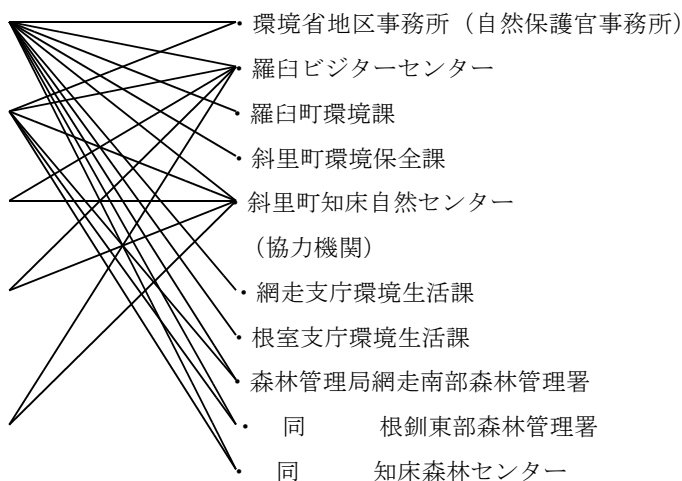 ・環境省地区事務所（自然保護官事務所）
・羅臼ビジターセンター
・羅臼町環境課
・斜里町環境保全課
・斜里町知床自然センター
（協力機関）
・網走支庁環境生活課
・根室支庁環境生活課
・森林管理局網走南部森林管理署
・　同　　　根釧東部森林管理署
・　同　　　知床森林センター